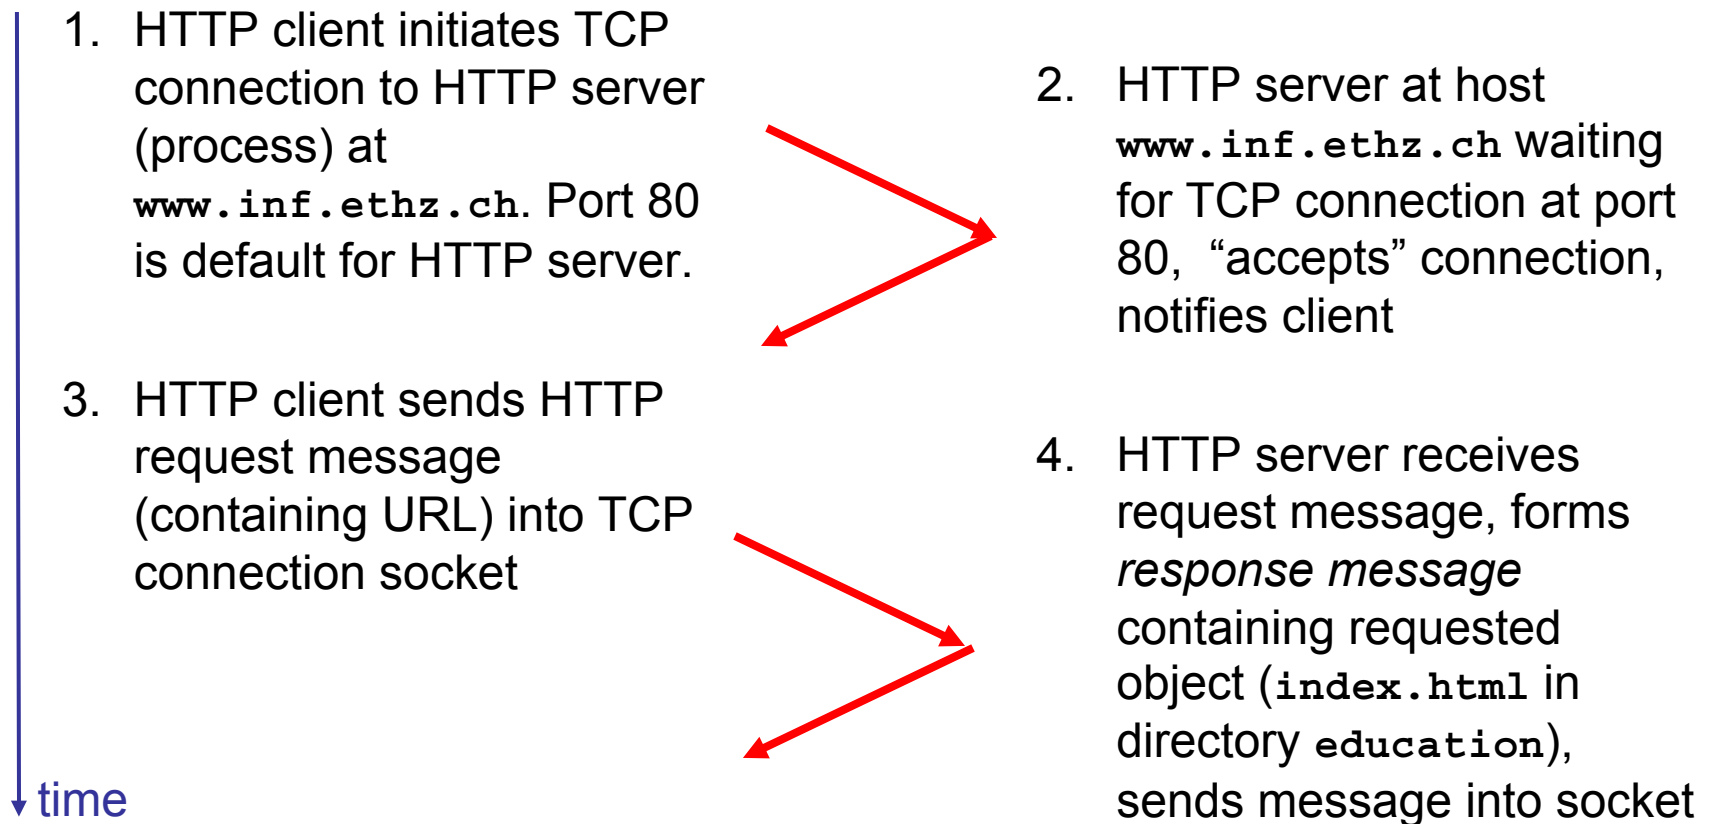 1. HTTP client initiates TCP
connection to HTTP server
(process) at
www.inf.ethz.ch. Port 80
is default for HTTP server.
2. HTTP server at host
www.inf.ethz.ch waiting
for TCP connection at port
80, “accepts” connection,
notifies client
3. HTTP client sends HTTP
request message
(containing URL) into TCP
connection socket
4. HTTP server receives
request message, forms
response message
containing requested
object (index.html in
directory education),
sends message into socket
time